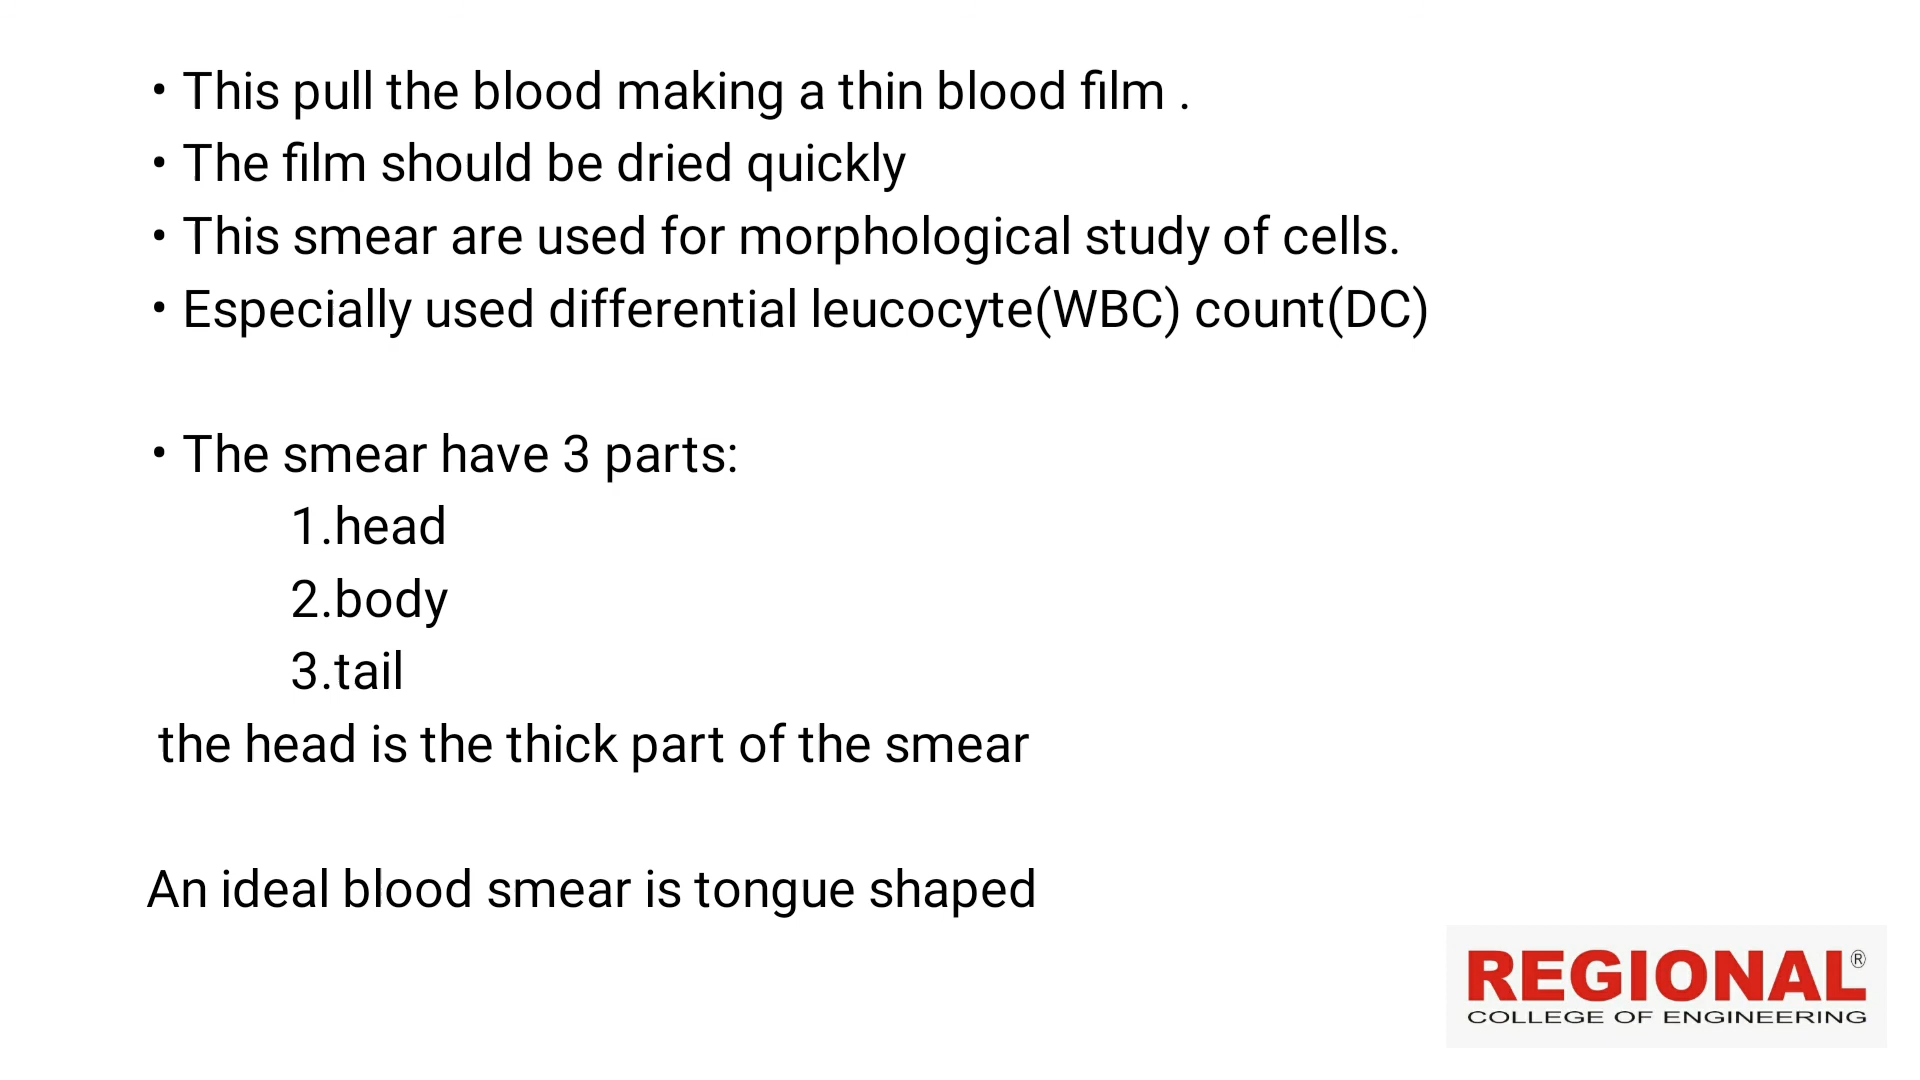 • This pull the blood making a thin blood film .
• The film should be dried quickly
• This smear are used for morphological study of cells.
• Especially used differential leucocyte(WBC) count(DC)
• The smear have 3 parts:
1.head
2.body
3.tail
the head is the thick part of the smear
An ideal blood smear is tongue shaped
REGIONAL®
COLLEGE OF ENGINEERING